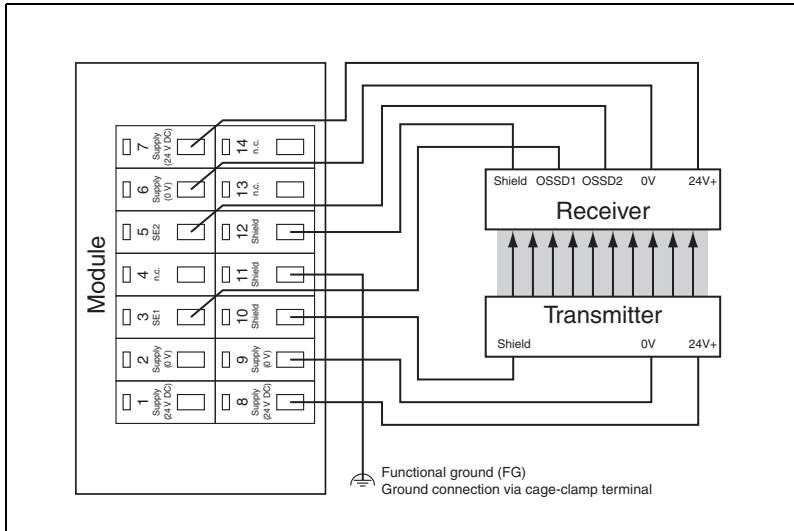 Module
7
Supply
(24 V DC)
14
n.c.
6
Supply
(0 V)
13
n.c.
5
SE2
12
Shield
4
n.c.
11
Shield
3
SE1
10
Shield
2
Supply
(0 V)
9
Supply
(0 V)
1
Supply
(24 V DC)
8
Supply
(24 V DC)
Shield OSSD1 OSSD2 0V 24V+
Receiver
Transmitter
Shield 0V 24V+
Functional ground (FG)
Ground connection via cage-clamp terminal